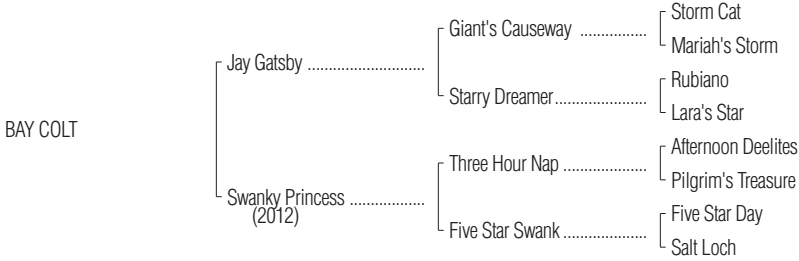 Storm Cat
Giant's Causeway ................
Mariah's Storm
Jay Gatsby ............................
Rubiano
Starry Dreamer......................
Lara's Star
BAY COLT
Afternoon Deelites
Three Hour Nap ....................
Pilgrim's Treasure
Swanky Princess ..................
(2012)
Five Star Day
Five Star Swank....................
Salt Loch